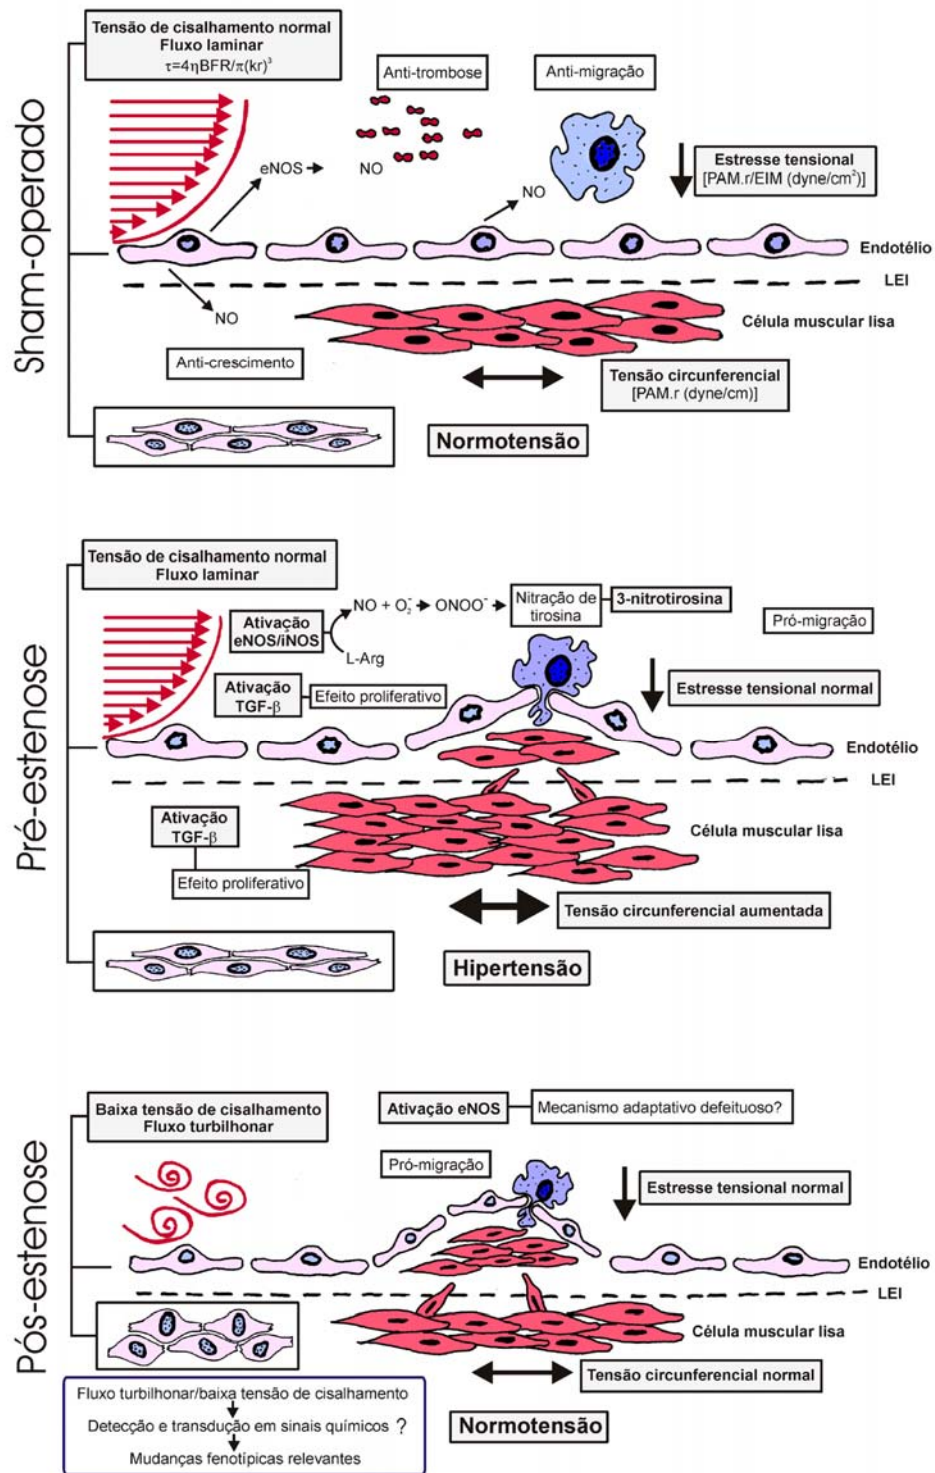 Sham-operado
Tensão de cisalhamento normal
Fluxo laminar
τ=4ηBFR/π(kr)³
Anti-trombose
Anti-migração
eNOS
NO
NO
Estresse tensional
[PAM.r/EIM (dyne/cm²)]
Endotélio
LEI
NO
Célula muscular lisa
Anti-crescimento
Tensão circunferencial
[PAM.r (dyne/cm)]
Normotensão
Pré-estenose
Tensão de cisalhamento normal
Fluxo laminar
Ativação
eNOS/iNOS
NO + O₂⁻ ONOO⁻
L-Arg
Nitração de
tirosina
3-nitrotirosina
Pró-migração
Ativação
TGF-β
Efeito proliferativo
Estresse tensional normal
Endotélio
LEI
Ativação
TGF-β
Efeito proliferativo
Célula muscular lisa
Tensão circunferencial aumentada
Hipertensão
Pós-estenose
Baixa tensão de cisalhamento
Fluxo turbilhonar
Ativação eNOS
Mecanismo adaptativo defeituoso?
Pró-migração
Estresse tensional normal
Endotélio
LEI
Célula muscular lisa
Tensão circunferencial normal
Normotensão
Fluxo turbilhonar/baixa tensão de cisalhamento
Detecção e transdução em sinais químicos ?
Mudanças fenotípicas relevantes